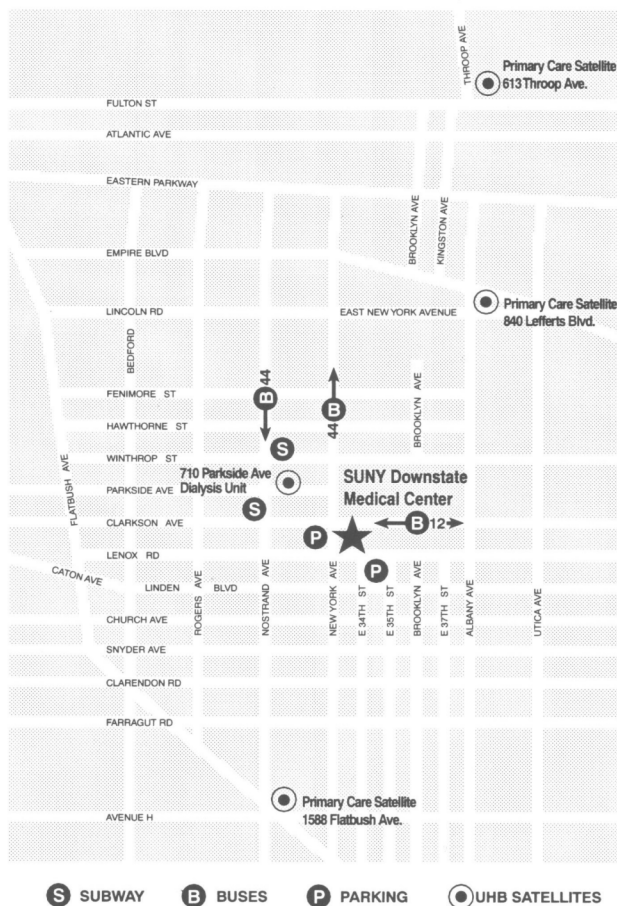 THROOP AVE
Primary Care Satellite
613 Throop Ave.
FULTON ST
ATLANTIC AVE
EASTERN PARKWAY
BROOKLYN AVE
KINGSTON AVE
EMPIRE BLVD
Primary Care Satellite
840 Lefferts Blvd.
LINCOLN RD
EAST NEW YORK AVENUE
BEDFORD
B 44
B 44
FENIMORE ST
BROOKLYN AVE
HAWTHORNE ST
S
WINTHROP ST
710 Parkside Ave
Dialysis Unit
SUNY Downstate
Medical Center
PARKSIDE AVE
FLATBUSH AVE
S
CLARKSON AVE
P
B 12
LENOX RD
P
CATON AVE
LINDEN BLVD
ROGERS AVE
NOSTRAND AVE
NEW YORK AVE
E 34TH ST
E 35TH ST
BROOKLYN AVE
E 37TH ST
ALBANY AVE
UTICA AVE
CHURCH AVE
SNYDER AVE
CLARENDON RD
FARRAGUT RD
Primary Care Satellite
1588 Flatbush Ave.
AVENUE H
S SUBWAY B BUSES P PARKING UHB SATELLITES